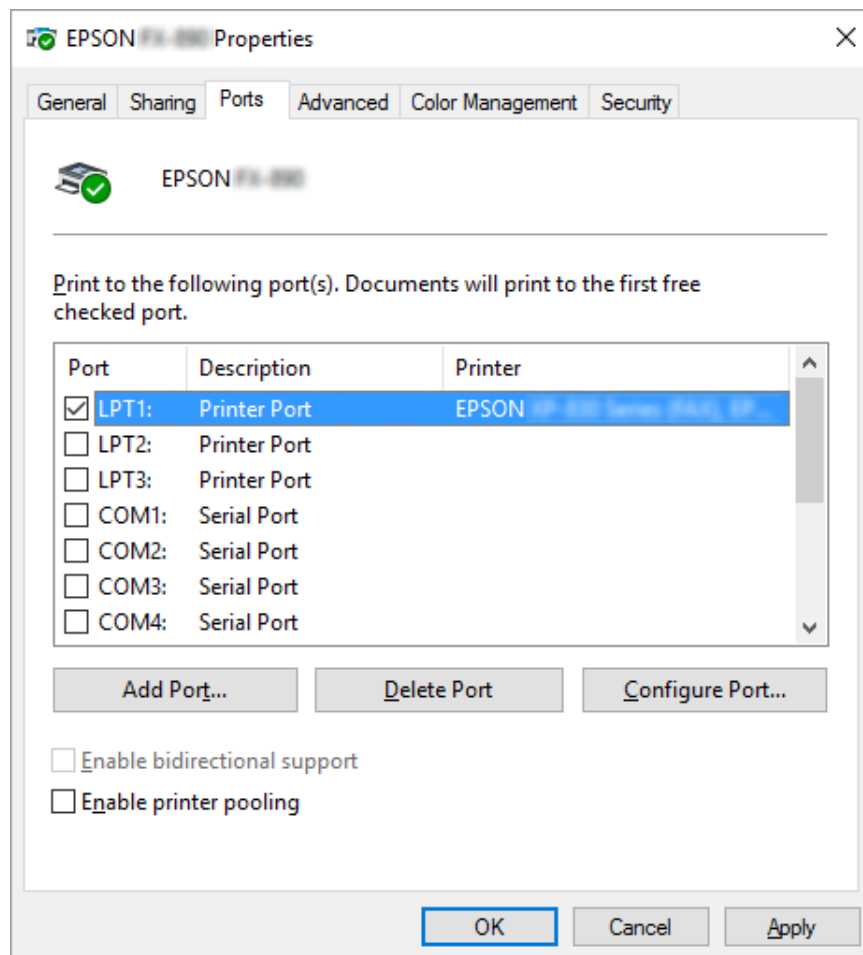 EPSON Properties
General Sharing Ports Advanced Color Management Security
EPSON
Print to the following port(s). Documents will print to the first free
checked port.
Port Description Printer
LPT1: Printer Port EPSON
LPT2: Printer Port
LPT3: Printer Port
COM1: Serial Port
COM2: Serial Port
COM3: Serial Port
COM4: Serial Port
Add Port... Delete Port Configure Port...
Enable bidirectional support
Enable printer pooling
OK Cancel Apply